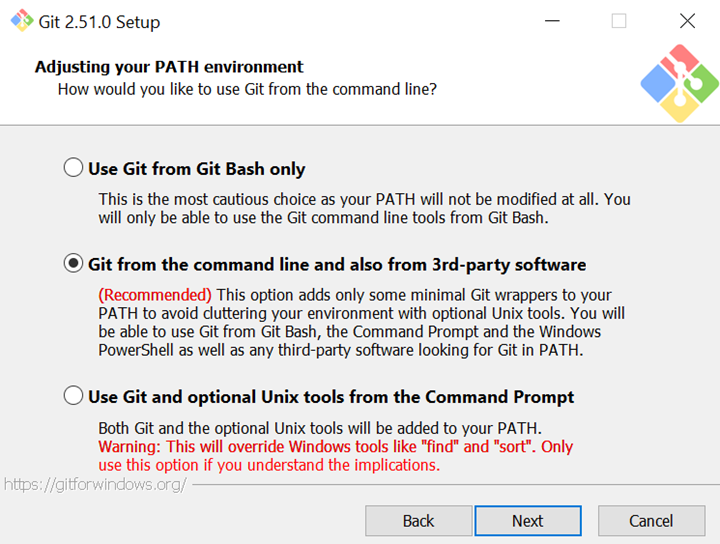 Git 2.51.0 Setup
Adjusting your PATH environment
How would you like to use Git from the command line?
Use Git from Git Bash only
This is the most cautious choice as your PATH will not be modified at all. You
will only be able to use the Git command line tools from Git Bash.
Git from the command line and also from 3rd-party software
(Recommended) This option adds only some minimal Git wrappers to your
PATH to avoid cluttering your environment with optional Unix tools. You will
be able to use Git from Git Bash, the Command Prompt and the Windows
PowerShell as well as any third-party software looking for Git in PATH.
Use Git and optional Unix tools from the Command Prompt
Both Git and the optional Unix tools will be added to your PATH.
Warning: This will override Windows tools like "find" and "sort". Only
use this option if you understand the implications.
https://gitforwindows.org/
Back Next Cancel